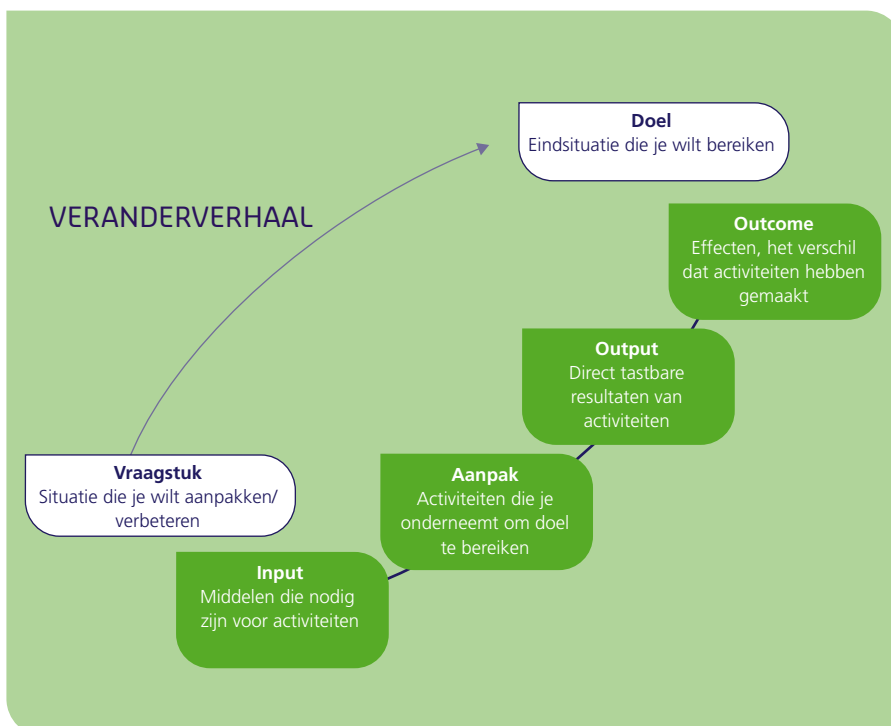 Doel
Eindsituatie die je wilt bereiken
VERANDERVERHAAL
Outcome
Effecten, het verschil
dat activiteiten hebben
gemaakt
Output
Direct tastbare
resultaten van
activiteiten
Vraagstuk
Situatie die je wilt aanpakken/
verbeteren
Aanpak
Activiteiten die je
onderneemt om doel
te bereiken
Input
Middelen die nodig
zijn voor activiteiten